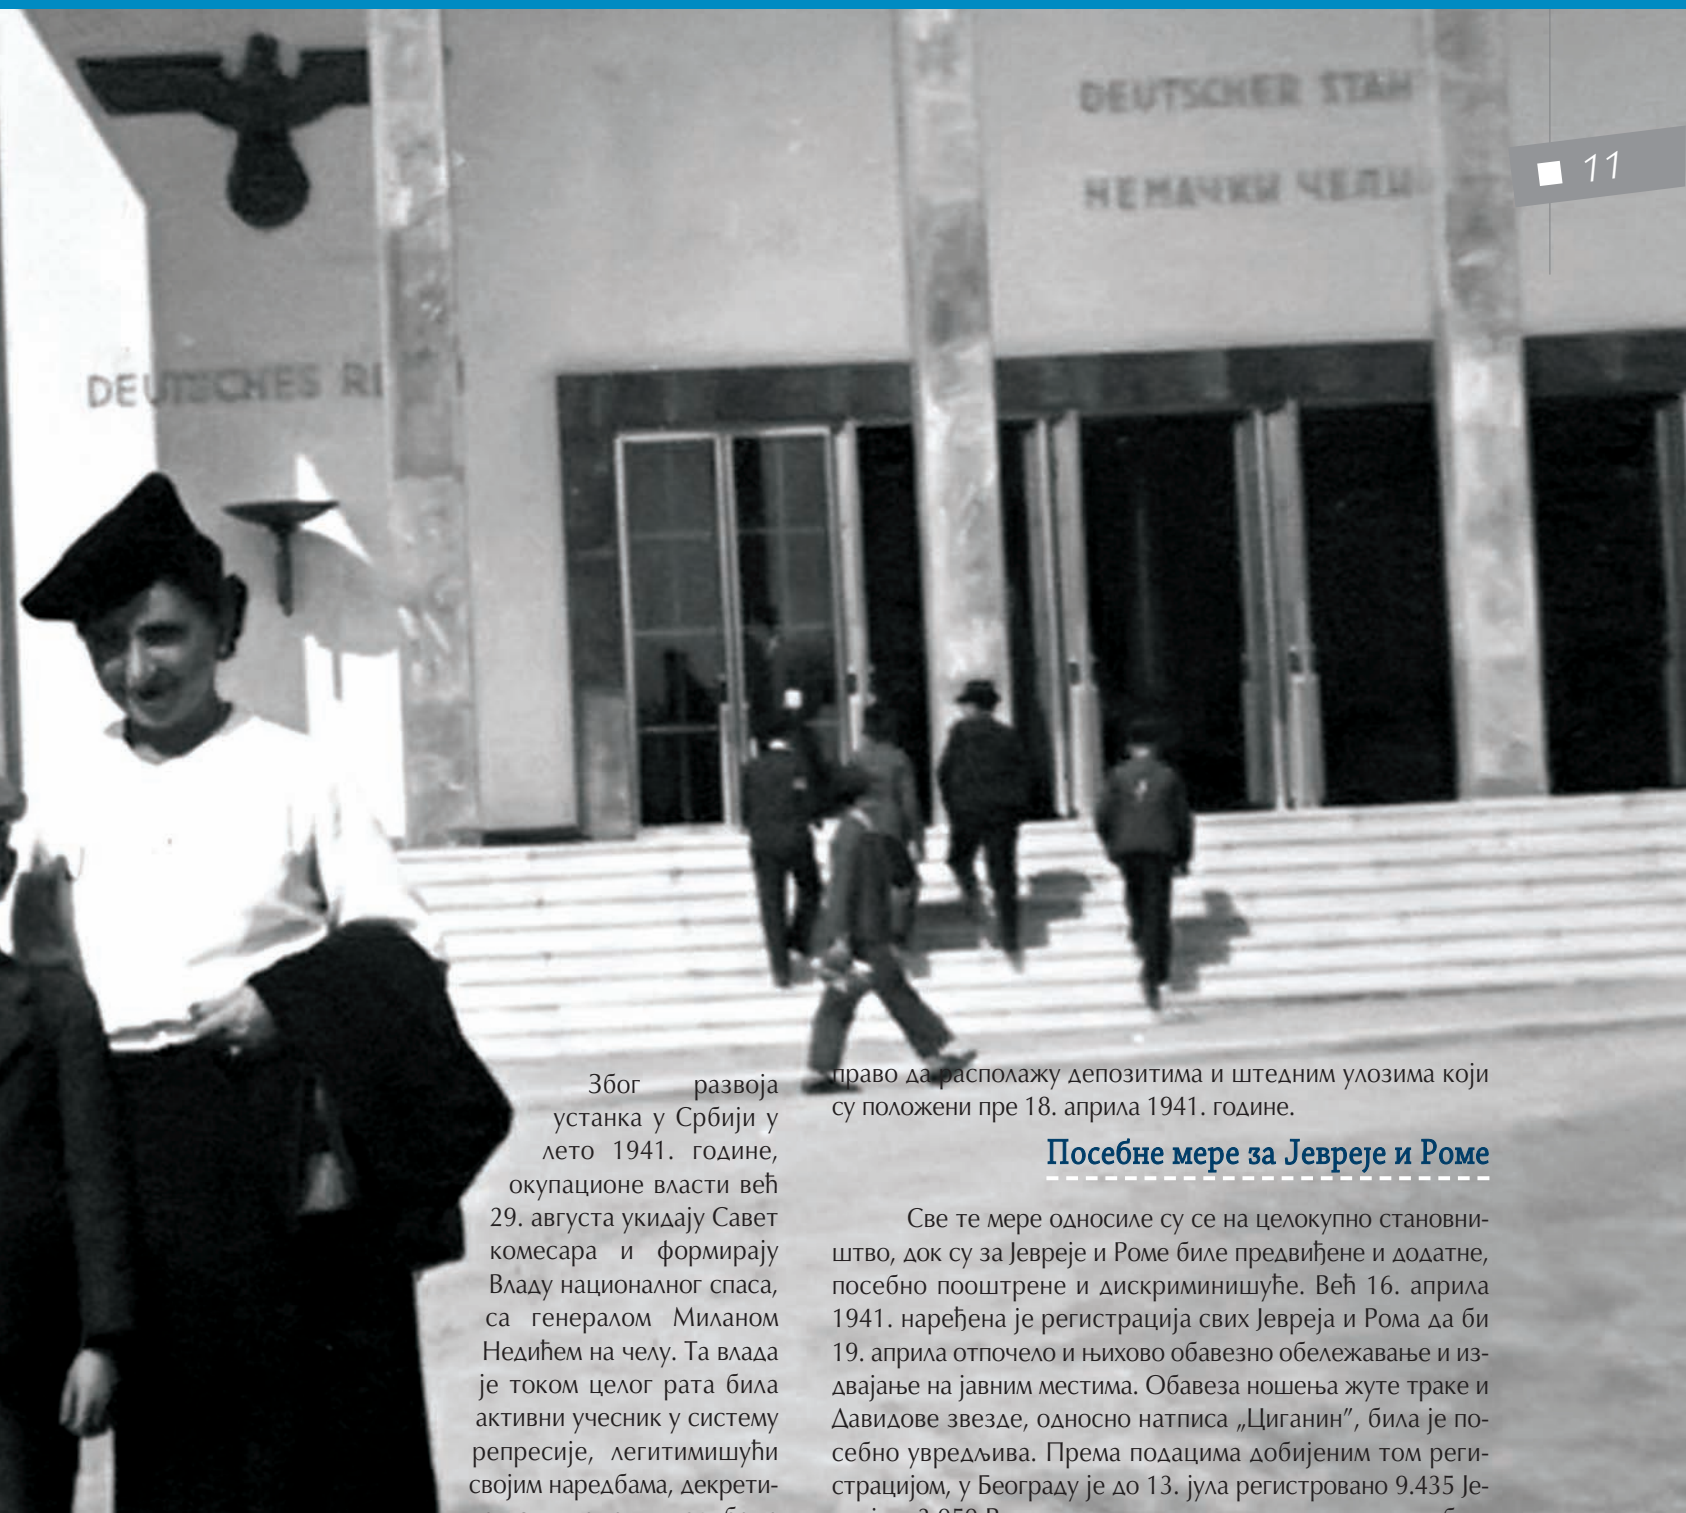 DEUTSCHER STAH
НЕМАЧКИ ЧЕЛИ
11
DEUTSCHES
Због развоја
устанка у Србији у
лето 1941. године,
окупационе власти већ
29. августа укидају Савет
комесара и формирају
Владу националног спаса,
са генералом Миланом
Недићем на челу. Та влада
је током целог рата била
активни учесник у систему
репресије, легитимишући
својим наредбама, декрети-
право да располажу депозитима и штедним улозима који
су положени пре 18. априла 1941. године.
Посебне мере за Јевреје и Роме
Све те мере односиле су се на целокупно становни-
штво, док су за Јевреје и Роме биле предвиђене и додатне,
посебно пооштрене и дискриминишуће. Већ 16. априла
1941. наређена је регистрација свих Јевреја и Рома да би
19. априла отпочело и њихово обавезно обележавање и из-
двајање на јавним местима. Обавеза ношења жуте траке и
Давидове звезде, односно натписа „Циганин”, била је по-
себно увредљива. Према подацима добијеним том реги-
страцијом, у Београду је до 13. јула регистровано 9.435 Је-